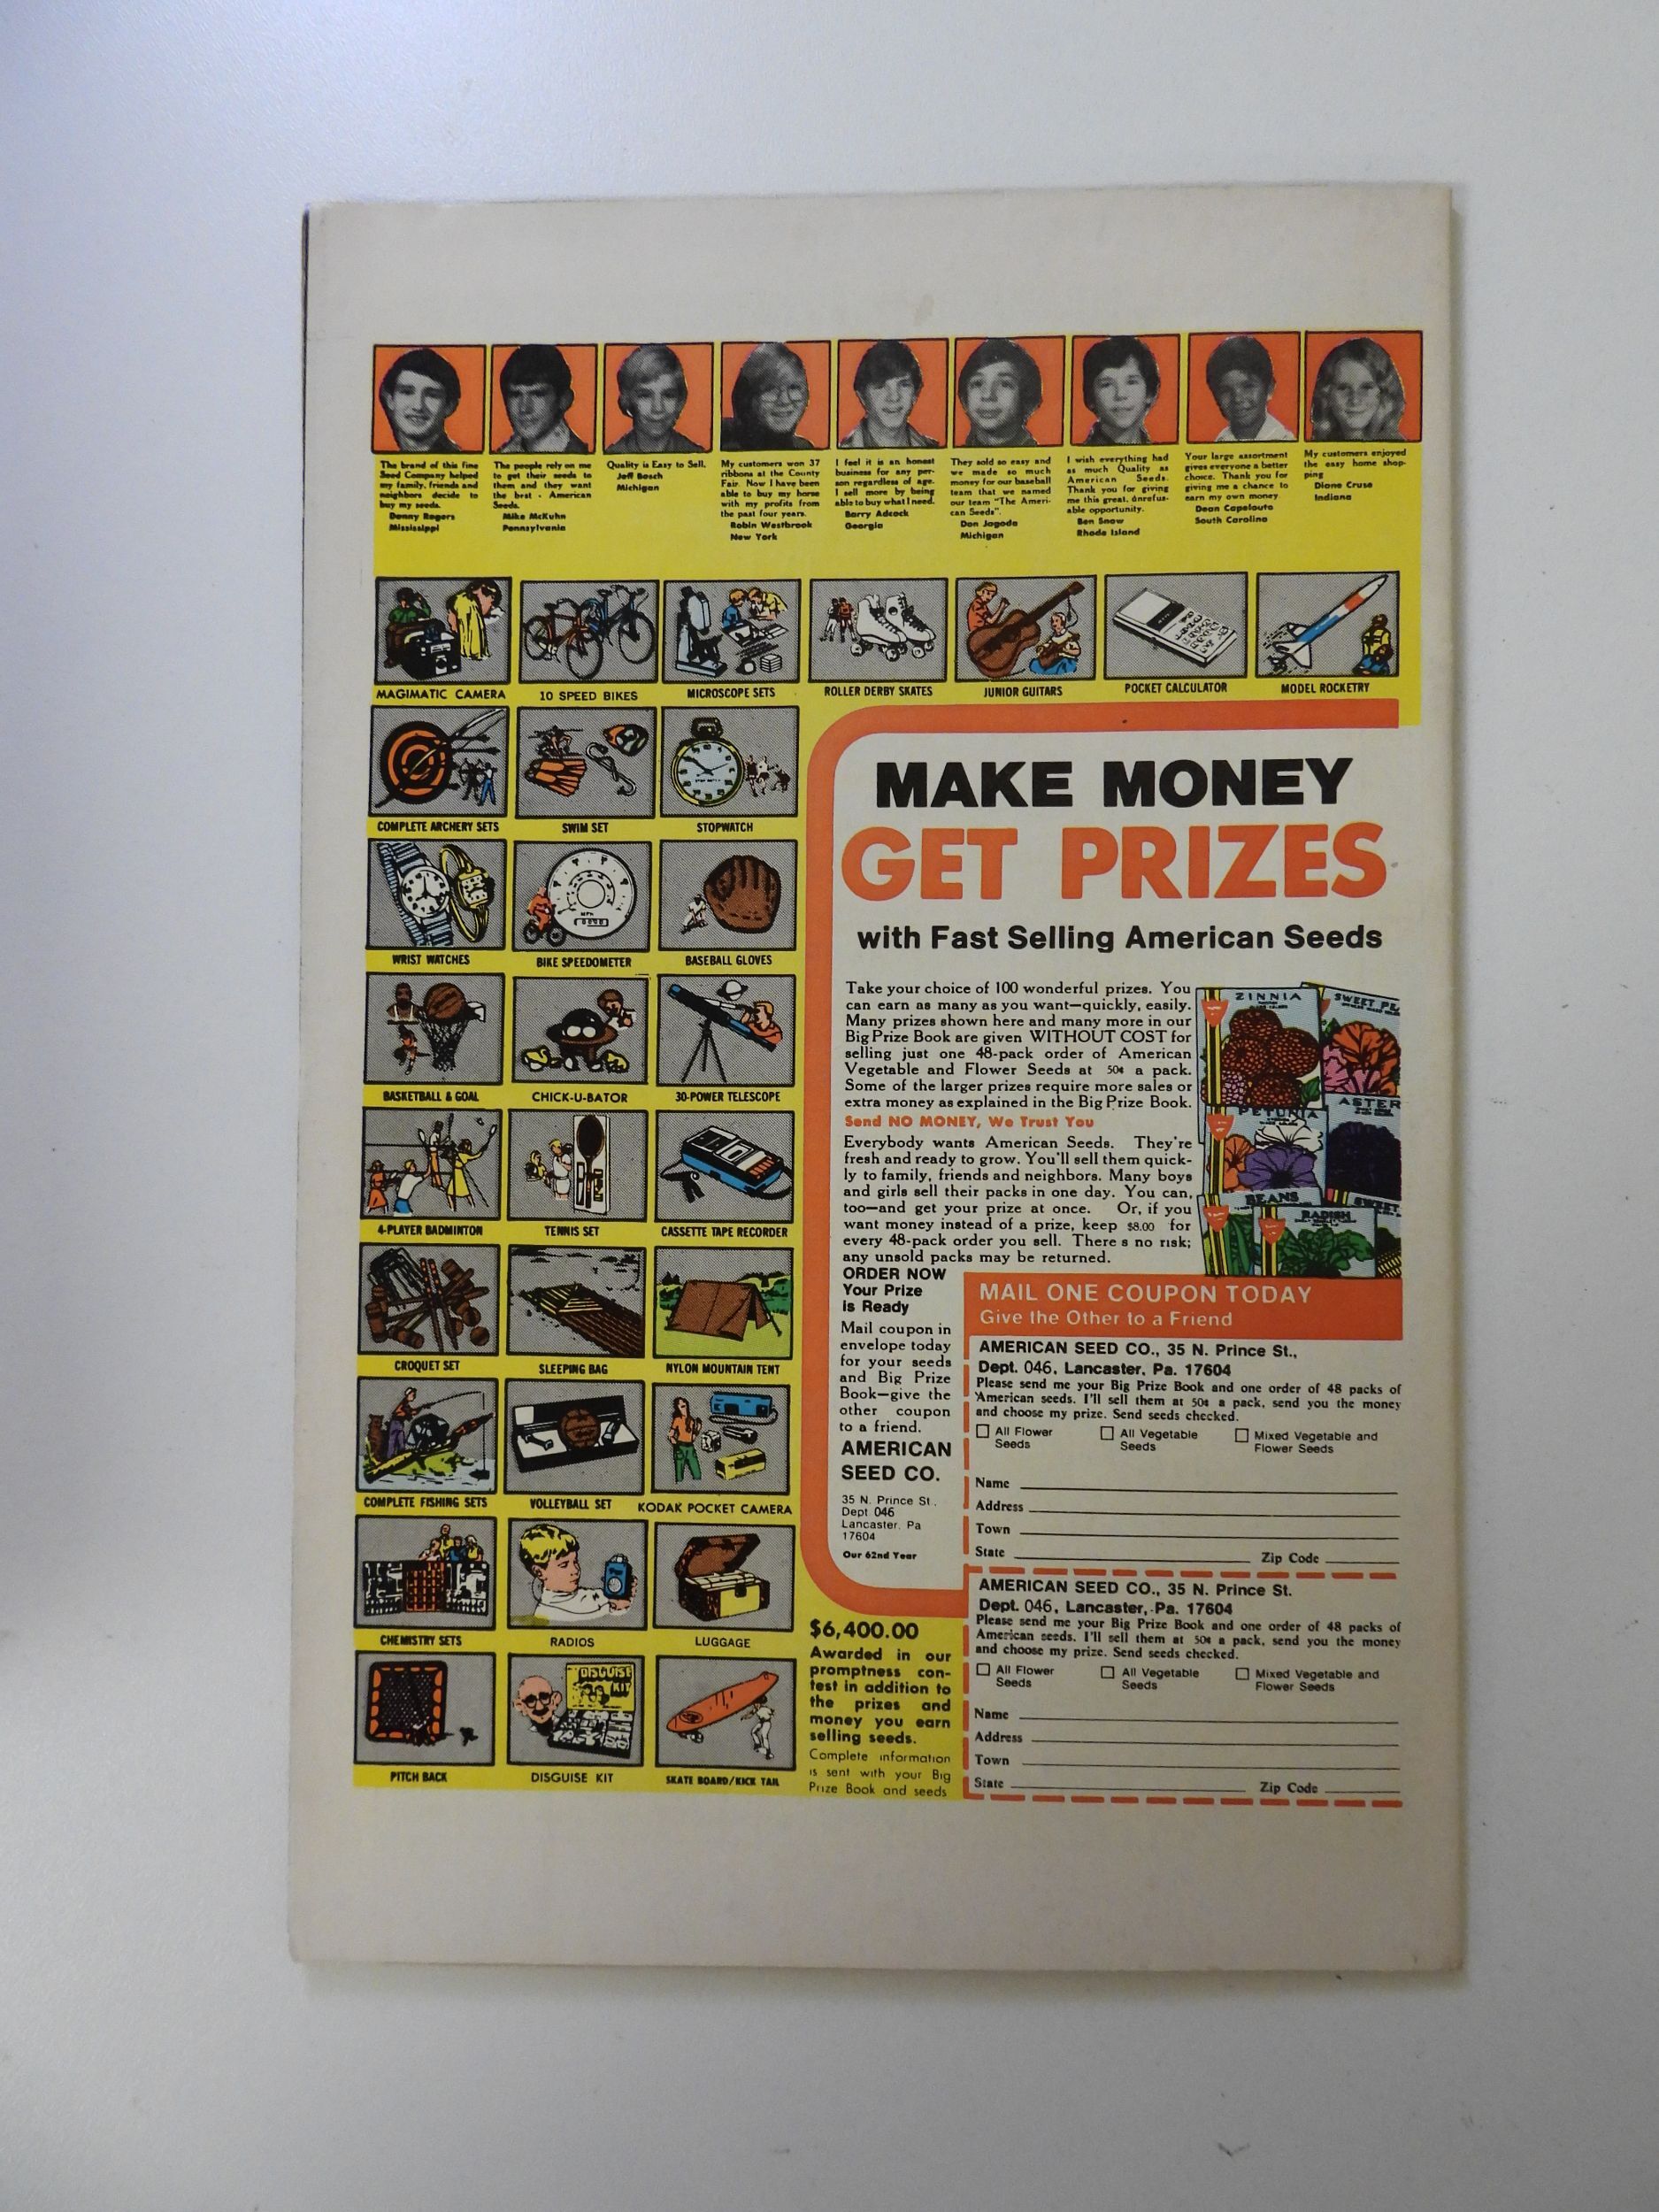 The brand of this fine
Seed Company helped
my family, friends and
neighbors decide to
buy my seeds.
Danny Rogers
Mississippi
The people rely on me
to get their seeds to
them and they want
the best - American
Seeds.
Mike McKuhn
Pennsylvania
Quality is Easy to Sell.
Jeff Bosch
Michigan
My customers won 37
ribbons at the County
Fair. Now I have been
able to buy my horse
with my profits from
the past four years.
Robin Westbrook
New York
I feel it is an honest
business for any per-
son regardless of age.
I sell more by being
able to buy what I need.
Barry Adcock
Georgia
They sold so easy and
we made so much
money for our baseball
team that we named
our team "The Ameri-
can Seeds".
Don Jagoda
Michigan
I wish everything had
as much Quality as
American Seeds.
Thank you for giving
me this great, unrefus-
able opportunity.
Ben Snow
Rhode Island
Your large assortment
gives everyone a better
choice. Thank you for
giving me a chance to
earn my own money
Dean Capelouto
South Carolina
My customers enjoyed
the easy home shop-
ping
Diane Cruse
Indiana
MAGIMATIC CAMERA
10 SPEED BIKES
MICROSCOPE SETS
ROLLER DERBY SKATES
JUNIOR GUITARS
POCKET CALCULATOR
MODEL ROCKETRY
COMPLETE ARCHERY SETS
SWIM SET
STOPWATCH
WRIST WATCHES
BIKE SPEEDOMETER
BASEBALL GLOVES
BASKETBALL & GOAL
CHICK-U-BATOR
30-POWER TELESCOPE
4-PLAYER BADMINTON
TENNIS SET
CASSETTE TAPE RECORDER
CROQUET SET
SLEEPING BAG
NYLON MOUNTAIN TENT
COMPLETE FISHING SETS
VOLLEYBALL SET
KODAK POCKET CAMERA
CHEMISTRY SETS
RADIOS
LUGGAGE
DISGUISE
KIT
PITCH BACK
DISGUISE KIT
SKATE BOARD/KICK TAIL
MAKE MONEY
GET PRIZES
with Fast Selling American Seeds
Take your choice of 100 wonderful prizes. You
can earn as many as you want—quickly, easily.
Many prizes shown here and many more in our
Big Prize Book are given WITHOUT COST for
selling just one 48-pack order of American
Vegetable and Flower Seeds at 50¢ a pack.
Some of the larger prizes require more sales or
extra money as explained in the Big Prize Book.
Send NO MONEY, We Trust You
Everybody wants American Seeds. They're
fresh and ready to grow. You'll sell them quick-
ly to family, friends and neighbors. Many boys
and girls sell their packs in one day. You can,
too—and get your prize at once. Or, if you
want money instead of a prize, keep $8.00 for
every 48-pack order you sell. There s no risk;
any unsold packs may be returned.
ZINNIA
SWEET PE
ASTER
PETUNIA
BEANS
SWEET
RADISH
ORDER NOW
Your Prize
is Ready
Mail coupon in
envelope today
for your seeds
and Big Prize
Book—give the
other coupon
to a friend.
AMERICAN
SEED CO.
35 N. Prince St.,
Dept 046
Lancaster, Pa
17604
Our 62nd Year
MAIL ONE COUPON TODAY
Give the Other to a Friend
AMERICAN SEED CO., 35 N. Prince St.,
Dept. 046, Lancaster, Pa. 17604
Please send me your Big Prize Book and one order of 48 packs of
American seeds. I'll sell them at 50¢ a pack, send you the money
and choose my prize. Send seeds checked.
All Flower Seeds
All Vegetable Seeds
Mixed Vegetable and Flower Seeds
Name
Address
Town
State Zip Code
AMERICAN SEED CO., 35 N. Prince St.
Dept. 046, Lancaster, Pa. 17604
Please send me your Big Prize Book and one order of 48 packs of
American seeds. I'll sell them at 50¢ a pack, send you the money
and choose my prize. Send seeds checked.
All Flower Seeds
All Vegetable Seeds
Mixed Vegetable and Flower Seeds
Name
Address
Town
State Zip Code
$6,400.00
Awarded in our
promptness con-
test in addition to
the prizes and
money you earn
selling seeds.
Complete information
is sent with your Big
Prize Book and seeds